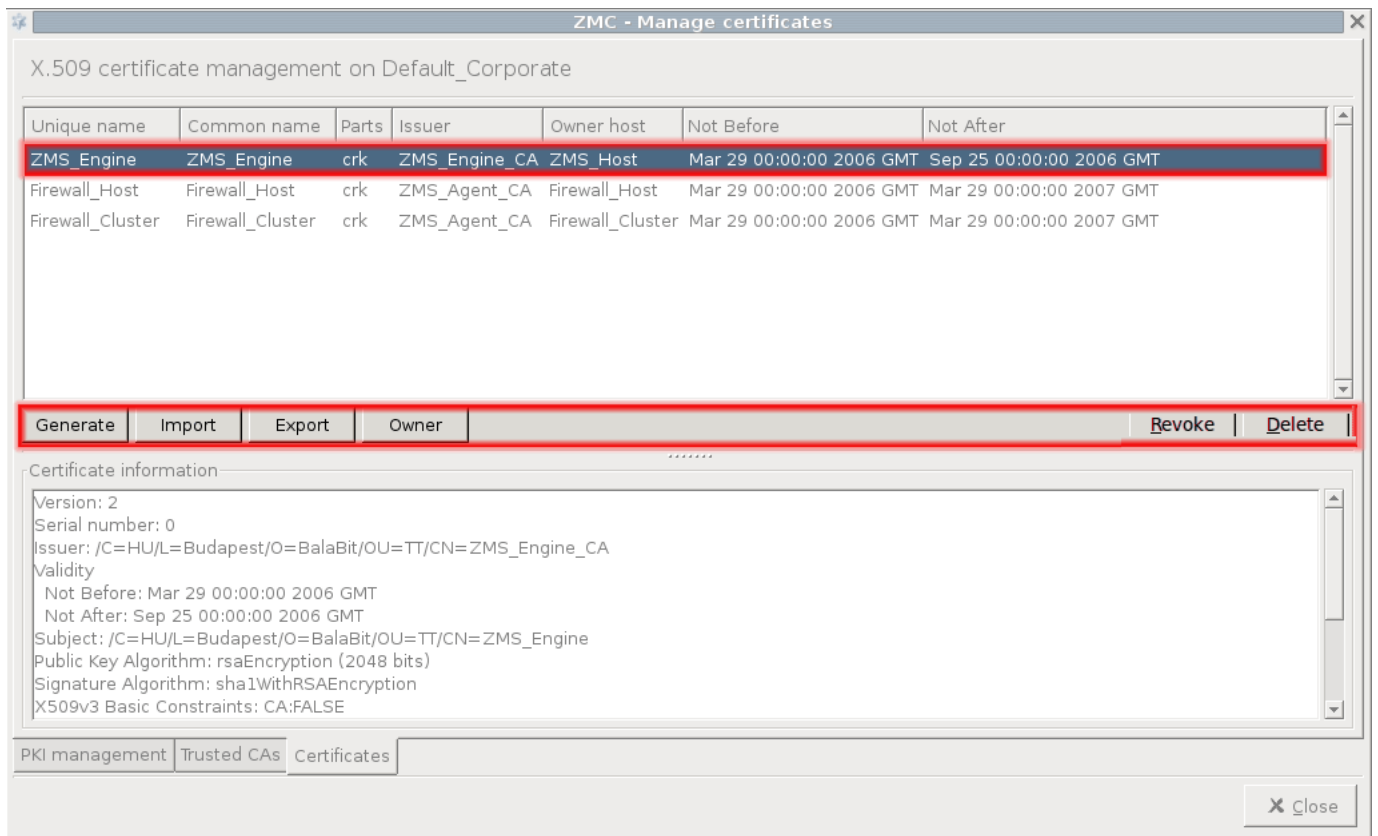 ZMC - Manage certificates
X.509 certificate management on Default_Corporate
Unique name Common name Parts Issuer Owner host Not Before Not After
ZMS_Engine ZMS_Engine crk ZMS_Engine_CA ZMS_Host Mar 29 00:00:00 2006 GMT Sep 25 00:00:00 2006 GMT
Firewall_Host Firewall_Host crk ZMS_Agent_CA Firewall_Host Mar 29 00:00:00 2006 GMT Mar 29 00:00:00 2007 GMT
Firewall_Cluster Firewall_Cluster crk ZMS_Agent_CA Firewall_Cluster Mar 29 00:00:00 2006 GMT Mar 29 00:00:00 2007 GMT
Generate Import Export Owner Revoke Delete
Certificate information
Version: 2
Serial number: 0
Issuer: /C=HU/L=Budapest/O=BalaBit/OU=TT/CN=ZMS_Engine_CA
Validity
Not Before: Mar 29 00:00:00 2006 GMT
Not After: Sep 25 00:00:00 2006 GMT
Subject: /C=HU/L=Budapest/O=BalaBit/OU=TT/CN=ZMS_Engine
Public Key Algorithm: rsaEncryption (2048 bits)
Signature Algorithm: sha1WithRSAEncryption
X509v3 Basic Constraints: CA:FALSE
PKI management Trusted CAs Certificates
Close